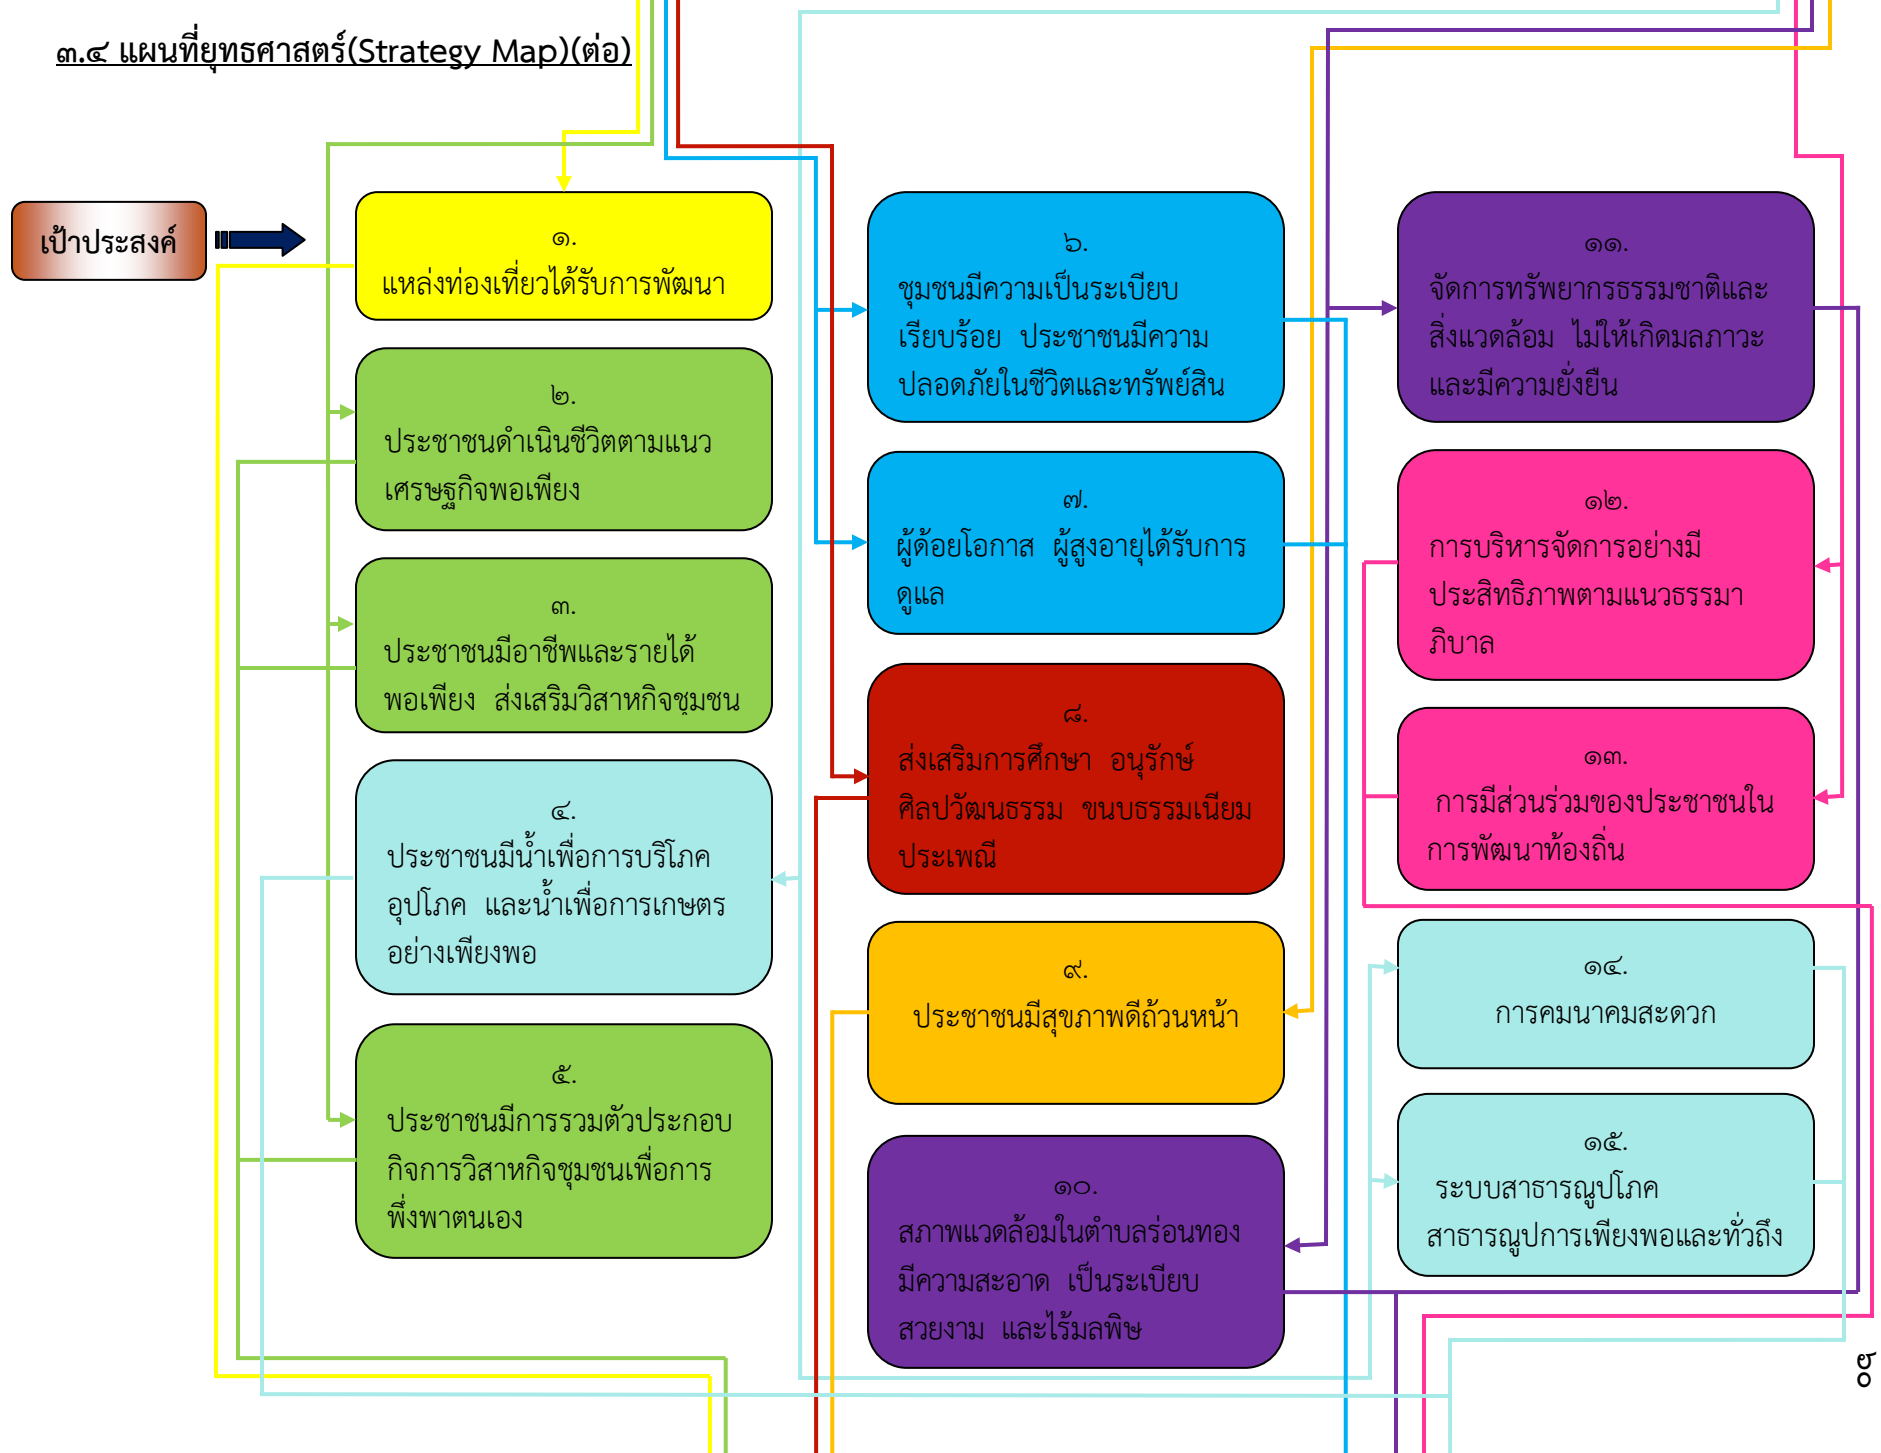 ๓.๔ แผนที่ยุทธศาสตร์(Strategy Map)(ต่อ)
เป้าประสงค์
๑.
แหล่งท่องเที่ยวได้รับการพัฒนา
๒.
ประชาชนดำเนินชีวิตตามแนว
เศรษฐกิจพอเพียง
๓.
ประชาชนมีอาชีพและรายได้
พอเพียง ส่งเสริมวิสาหกิจชุมชน
๔.
ประชาชนมีน้ำเพื่อการบริโภค
อุปโภค และน้ำเพื่อการเกษตร
อย่างเพียงพอ
๕.
ประชาชนมีการรวมตัวประกอบ
กิจการวิสาหกิจชุมชนเพื่อการ
พึ่งพาตนเอง
๖.
ชุมชนมีความเป็นระเบียบ
เรียบร้อย ประชาชนมีความ
ปลอดภัยในชีวิตและทรัพย์สิน
๗.
ผู้ด้อยโอกาส ผู้สูงอายุได้รับการ
ดูแล
๘.
ส่งเสริมการศึกษา อนุรักษ์
ศิลปวัฒนธรรม ขนบธรรมเนียม
ประเพณี
๙.
ประชาชนมีสุขภาพดีถ้วนหน้า
๑๐.
สภาพแวดล้อมในตำบลร่อนทอง
มีความสะอาด เป็นระเบียบ
สวยงาม และไร้มลพิษ
๑๑.
จัดการทรัพยากรธรรมชาติและ
สิ่งแวดล้อม ไม่ให้เกิดมลภาวะ
และมีความยั่งยืน
๑๒.
การบริหารจัดการอย่างมี
ประสิทธิภาพตามแนวธรรมา
ภิบาล
๑๓.
การมีส่วนร่วมของประชาชนใน
การพัฒนาท้องถิ่น
๑๔.
การคมนาคมสะดวก
๑๕.
ระบบสาธารณูปโภค
สาธารณูปการเพียงพอและทั่วถึง
๖๐